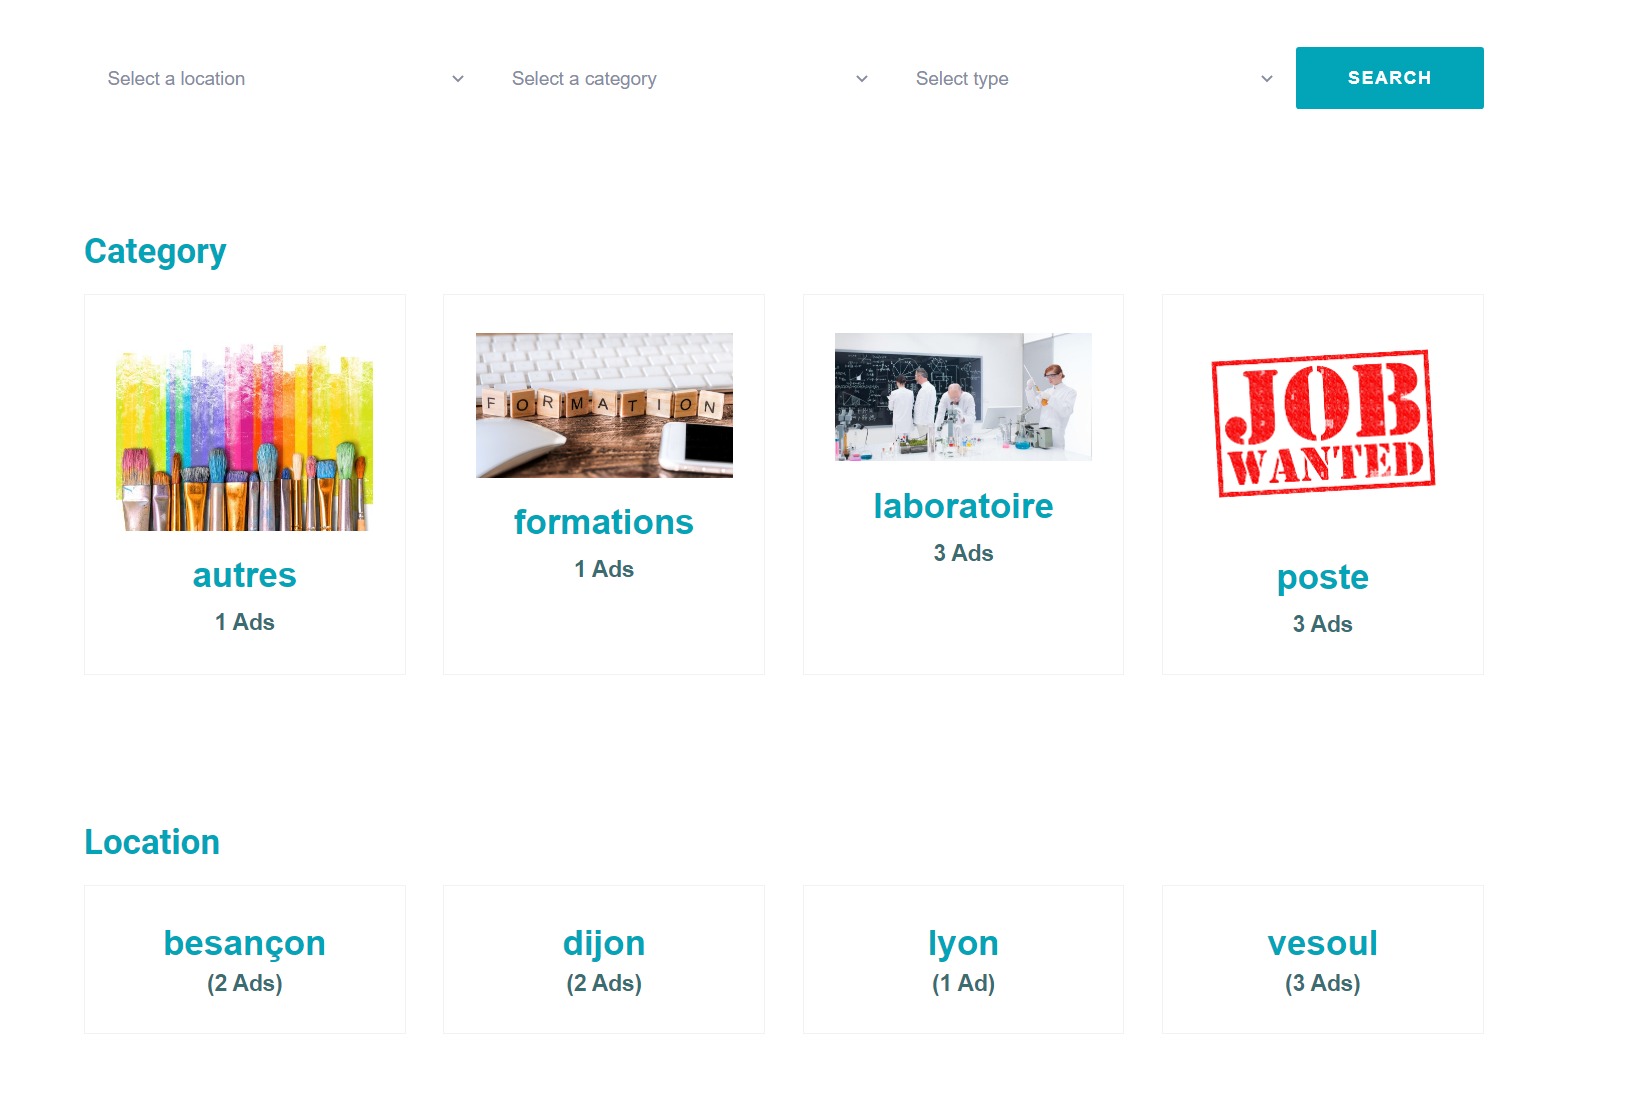 Select a location
Select a category
Select type
SEARCH
Category
FORMATION
JOB
WANTED
autres
1 Ads
formations
1 Ads
laboratoire
3 Ads
poste
3 Ads
Location
besançon
(2 Ads)
dijon
(2 Ads)
lyon
(1 Ad)
vesoul
(3 Ads)